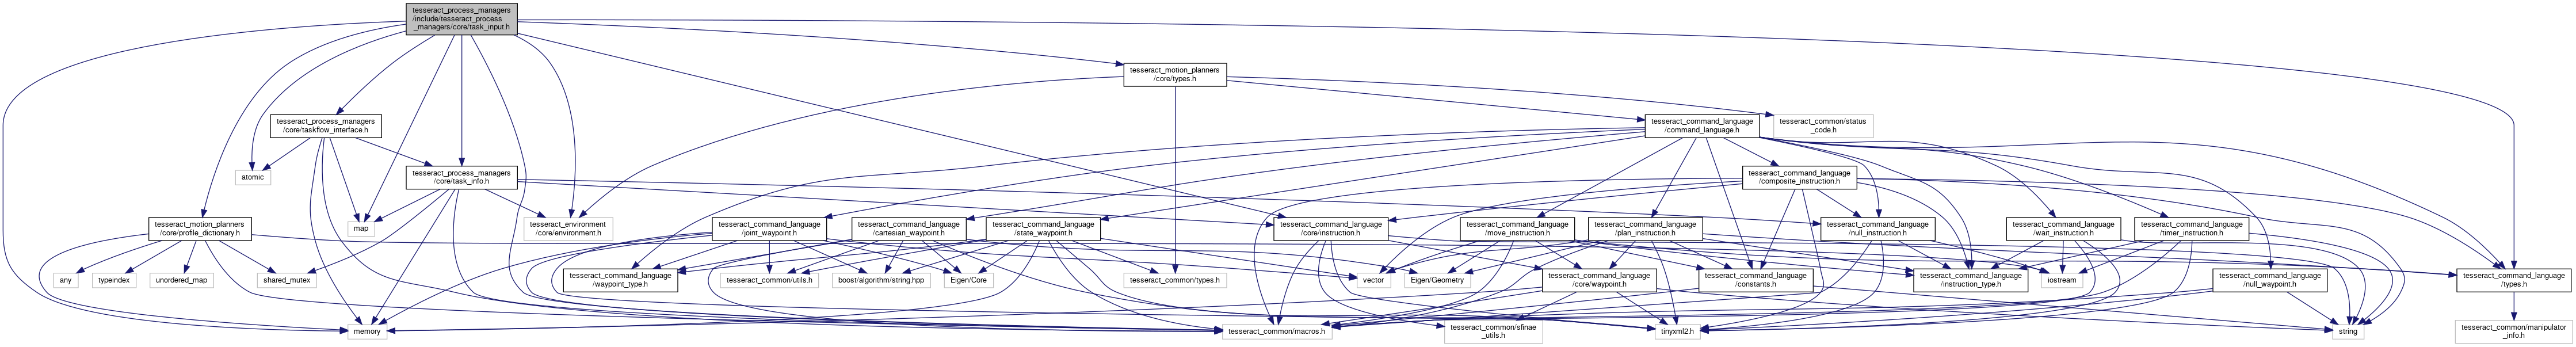 tesseract_process_managers
/include/tesseract_process
_managers/core/task_input.h
tesseract_motion_planners
/core/types.h
tesseract_process_managers
/core/taskflow_interface.h
tesseract_command_language
/command_language.h
tesseract_common/status
_code.h
atomic
tesseract_process_managers
/core/task_info.h
tesseract_command_language
/composite_instruction.h
tesseract_motion_planners
/core/profile_dictionary.h
map
tesseract_environment
/core/environment.h
tesseract_command_language
/joint_waypoint.h
tesseract_command_language
/cartesian_waypoint.h
tesseract_command_language
/state_waypoint.h
tesseract_command_language
/core/instruction.h
tesseract_command_language
/move_instruction.h
tesseract_command_language
/plan_instruction.h
tesseract_command_language
/null_instruction.h
tesseract_command_language
/wait_instruction.h
tesseract_command_language
/timer_instruction.h
any
typeindex
unordered_map
shared_mutex
tesseract_command_language
/waypoint_type.h
tesseract_common/utils.h
boost/algorithm/string.hpp
Eigen/Core
tesseract_common/types.h
vector
Eigen/Geometry
tesseract_command_language
/core/waypoint.h
tesseract_command_language
/constants.h
tesseract_command_language
/instruction_type.h
iostream
tesseract_command_language
/null_waypoint.h
tesseract_command_language
/types.h
memory
tesseract_common/macros.h
tesseract_common/sfinae
_utils.h
tinyxml2.h
string
tesseract_common/manipulator
_info.h